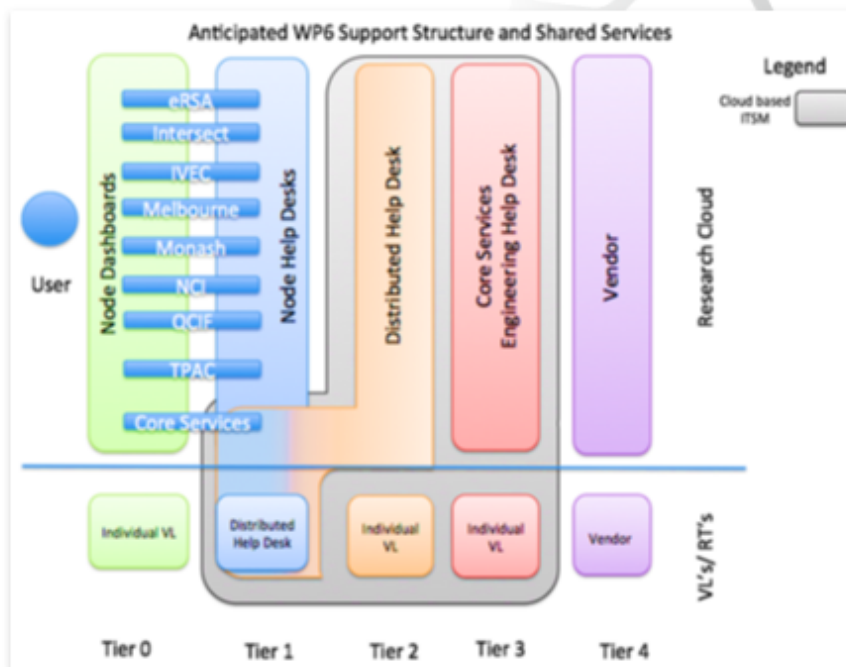 Anticipated WP6 Support Structure and Shared Services
Legend
Cloud based
ITSM
eRSA
Intersect
IVEC
Melbourne
Monash
NCI
QCIF
TPAC
Core Services
User
Node Dashboards
Node Help Desks
Distributed Help Desk
Core Services
Engineering Help Desk
Vendor
Research Cloud
Individual VL
Distributed
Help Desk
Individual
VL
Individual
VL
Vendor
VL's/ RT's
Tier 0
Tier 1
Tier 2
Tier 3
Tier 4